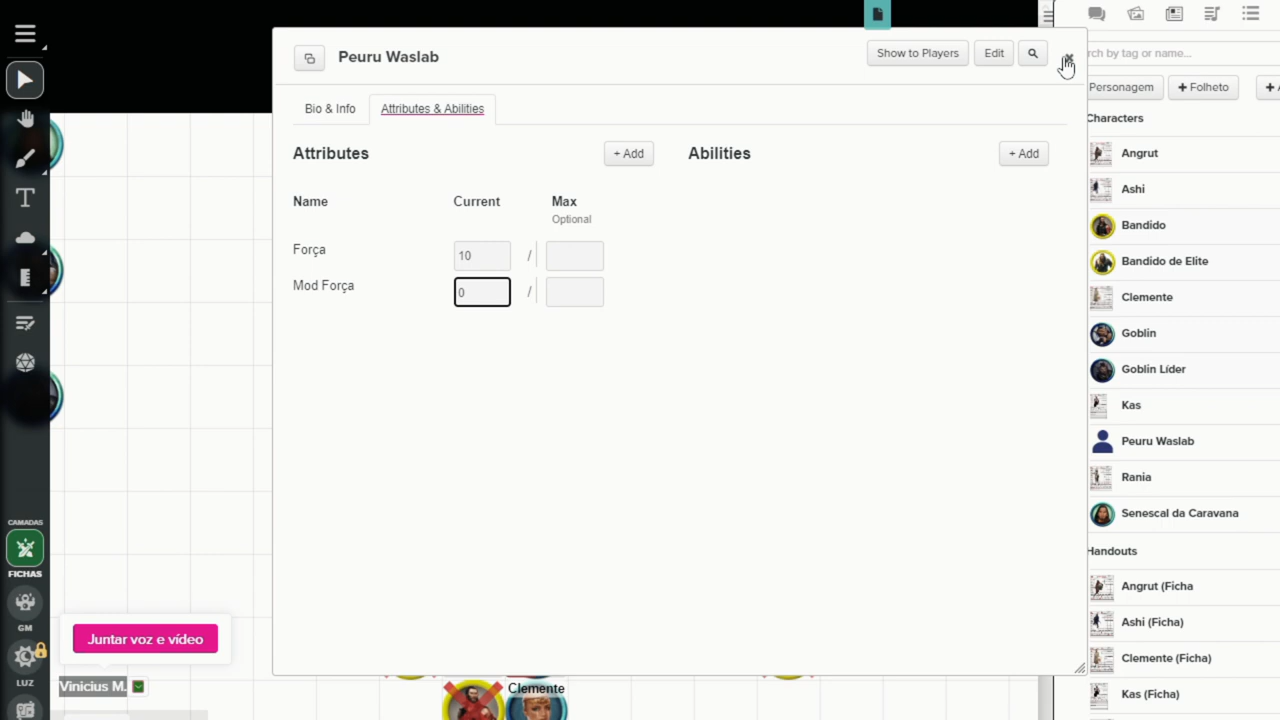 Peuru Waslab
Show to Players
Edit
Bio & Info
Attributes & Abilities
Attributes
+ Add
Abilities
+ Add
Name
Current
Max
Optional
Força
10
/
Mod Força
0
/
rch by tag or name...
Personagem
+ Folheto
+ A
Characters
Angrut
Ashi
Bandido
Bandido de Elite
Clemente
Goblin
Goblin Líder
Kas
Peuru Waslab
Rania
Senescal da Caravana
Handouts
Angrut (Ficha
Ashi (Ficha)
Clemente (Ficha)
Kas (Ficha)
CAMADAS
FICHAS
GM
LUZ
Juntar voz e vídeo
Vinicius M.
Clemente